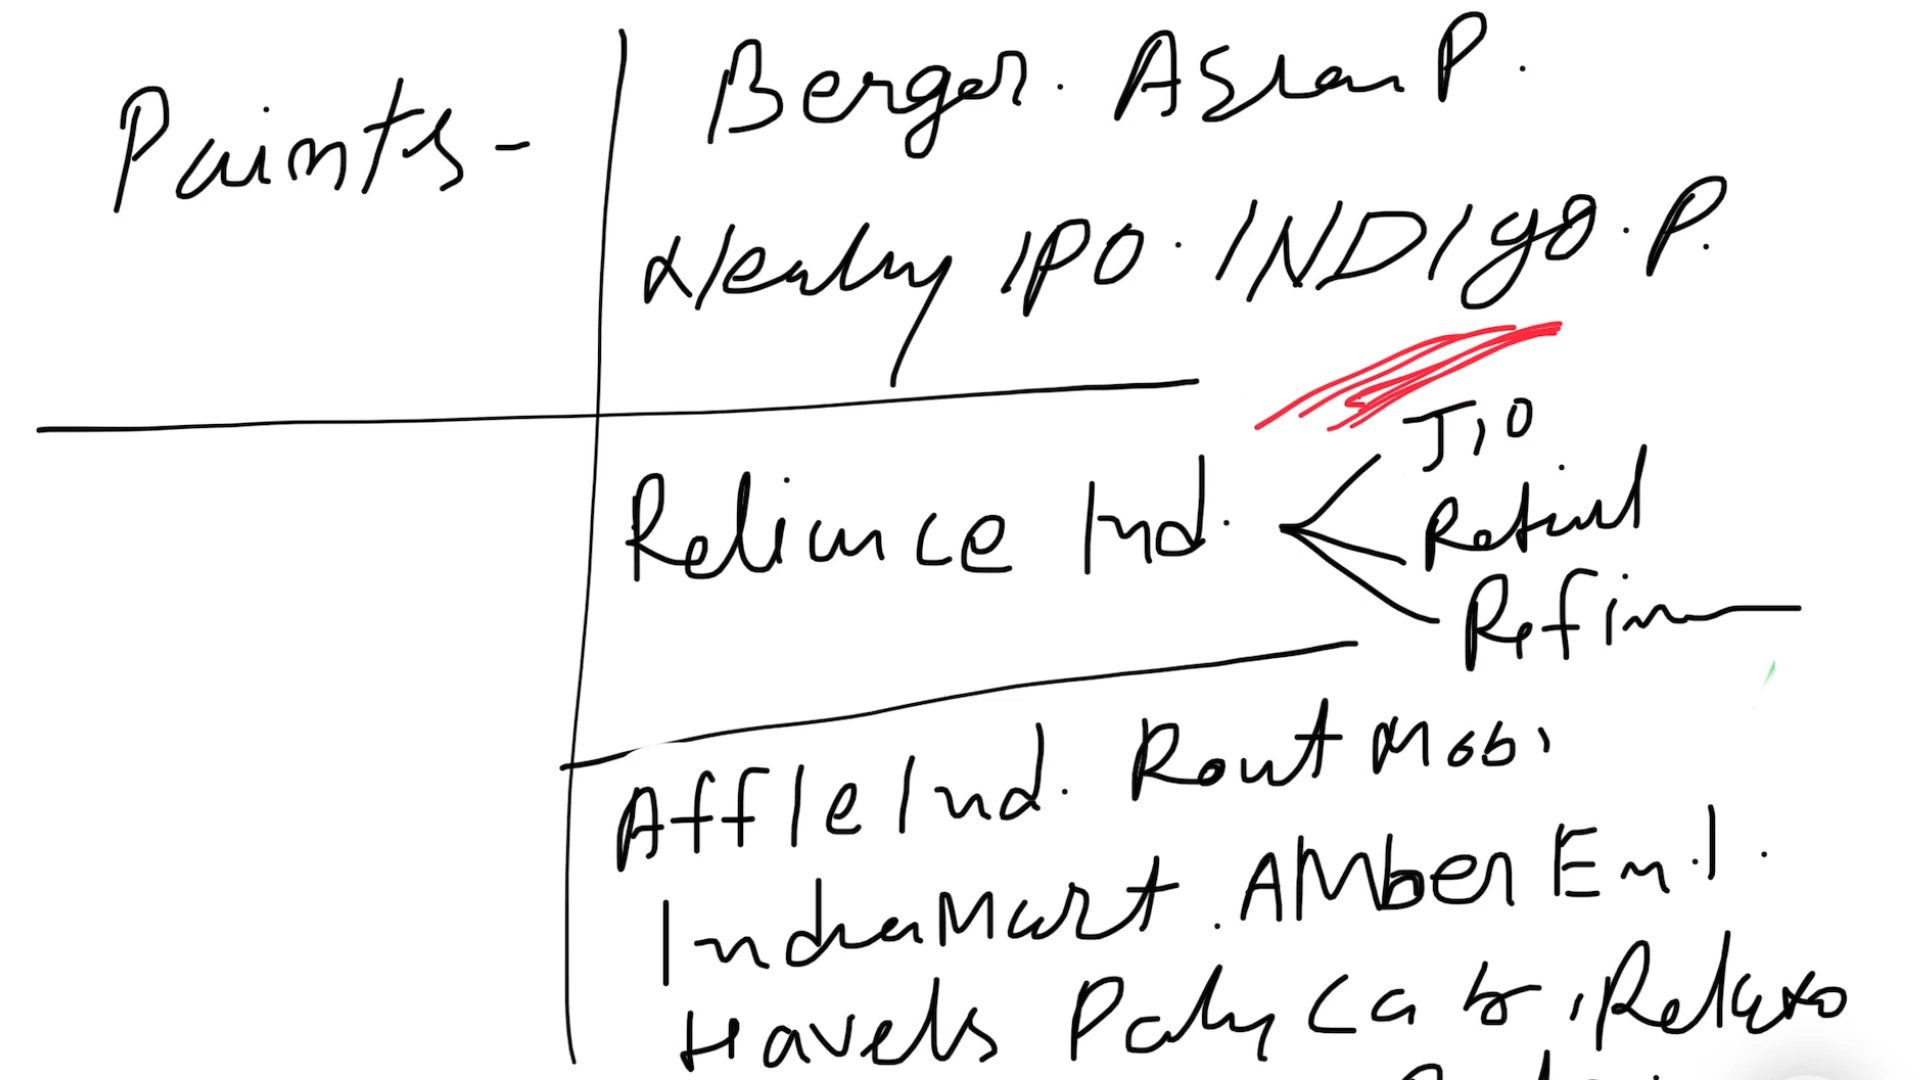 Paints - Berger. Asian P.
Nealy IPO. INDIgo. P.
Jio
Reliance Ind. Retail
Refin
Affle Ind. Rout Mobi
IndiaMart. AMber Ent.
Havells Polycab, Relaxo